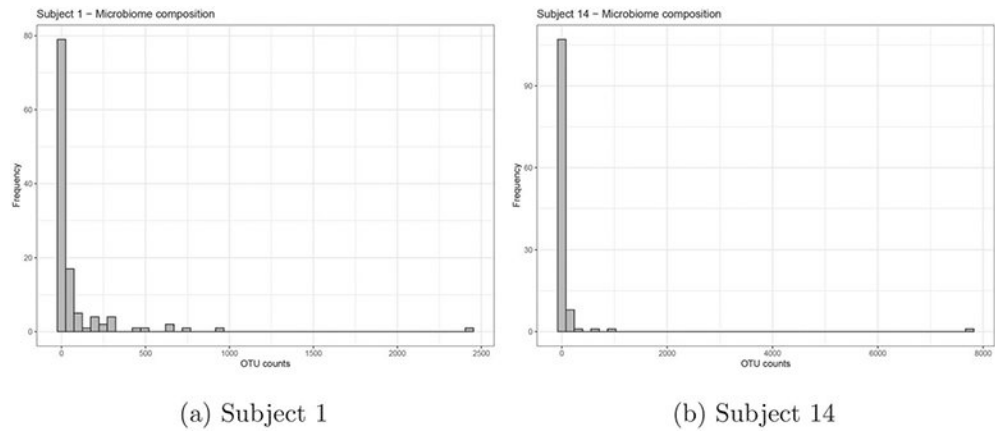 Subject 1 – Microbiome composition
80
60
40
20
0
Frequency
0 500 1000 1500 2000 2500
OTU counts
(a) Subject 1
Subject 14 – Microbiome composition
90
60
30
0
Frequency
0 2000 4000 6000 8000
OTU counts
(b) Subject 14